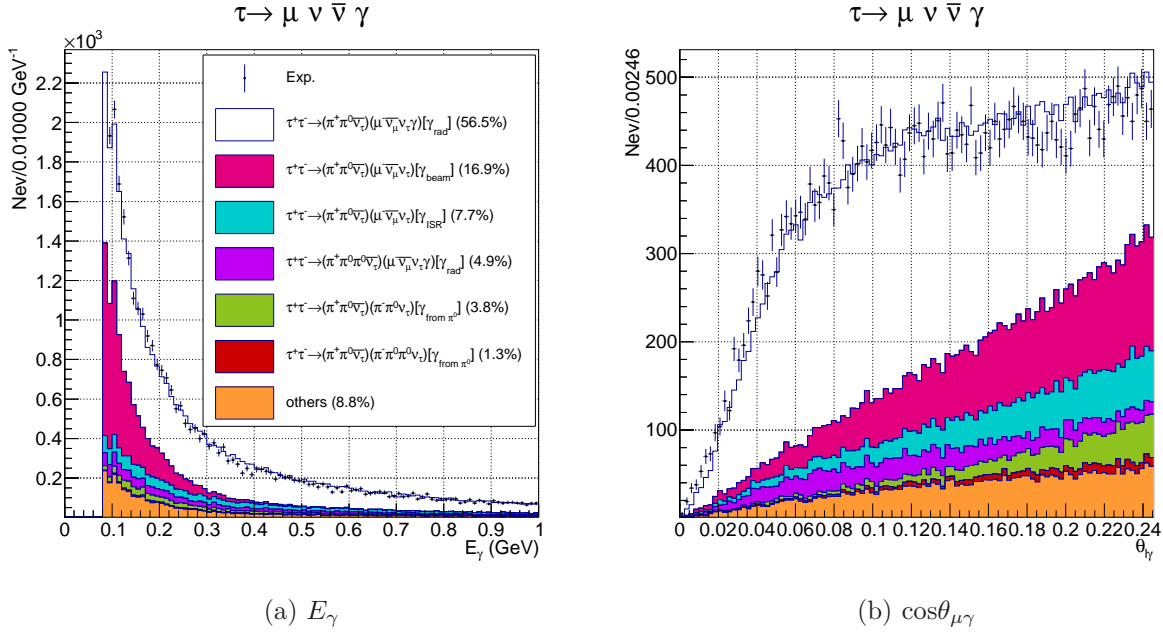 τ→ μ ν ν̅ γ
×10³
Nev/0.01000 GeV⁻¹
2.2
2
1.8
1.6
1.4
1.2
1
0.8
0.6
0.4
0.2
Exp.
τ⁺τ⁻→(π⁺π⁰ν̅τ)(μ⁻ν̅μντγ)[γrad] (56.5%)
τ⁺τ⁻→(π⁺π⁰ν̅τ)(μ⁻ν̅μντ)[γbeam] (16.9%)
τ⁺τ⁻→(π⁺π⁰ν̅τ)(μ⁻ν̅μντ)[γISR] (7.7%)
τ⁺τ⁻→(π⁺π⁰π⁰ν̅τ)(μ⁻ν̅μντγ)[γrad] (4.9%)
τ⁺τ⁻→(π⁺π⁰ν̅τ)(π⁻π⁰ντ)[γfrom π⁰] (3.8%)
τ⁺τ⁻→(π⁺π⁰ν̅τ)(π⁻π⁰π⁰ντ)[γfrom π⁰] (1.3%)
others (8.8%)
0 0.1 0.2 0.3 0.4 0.5 0.6 0.7 0.8 0.9 1
Eγ (GeV)
(a) Eγ
τ→ μ ν ν̅ γ
Nev/0.00246
500
400
300
200
100
0
0 0.02 0.04 0.06 0.08 0.1 0.12 0.14 0.16 0.18 0.2 0.22 0.24
θlγ
(b) cosθμγ